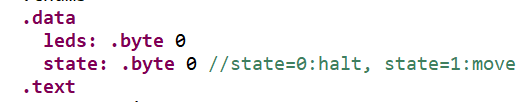 .data
leds: .byte 0
state: .byte 0 //state=0:halt, state=1:move
.text